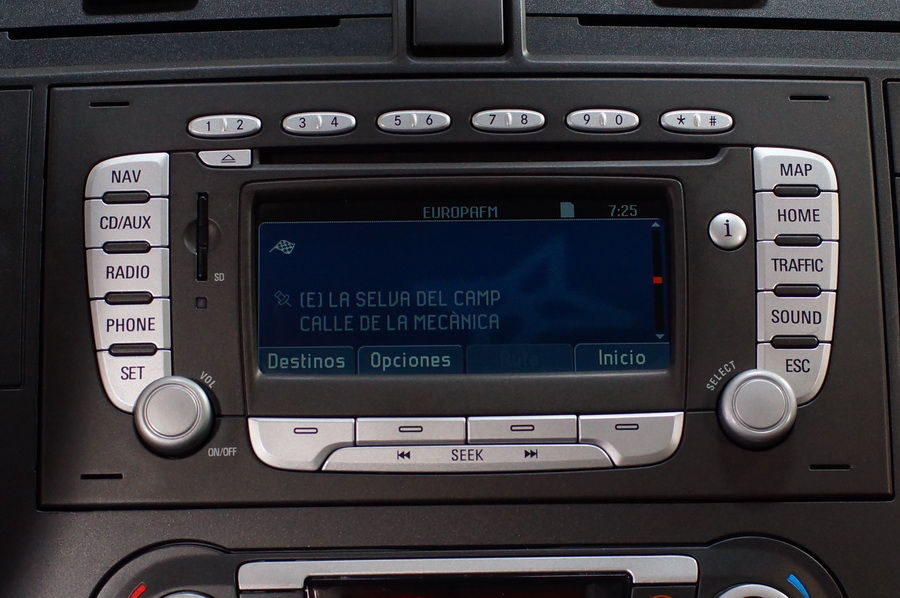 1 2 3 4 5 6 7 8 9 0 * #
NAV
CD/AUX
RADIO
PHONE
SET
SD
VOL
ON/OFF
EUROPAFM 7:25
(E) LA SELVA DEL CAMP
CALLE DE LA MECÀNICA
Destinos Opciones Ruta Inicio
SEEK
MAP
i
HOME
TRAFFIC
SOUND
ESC
SELECT